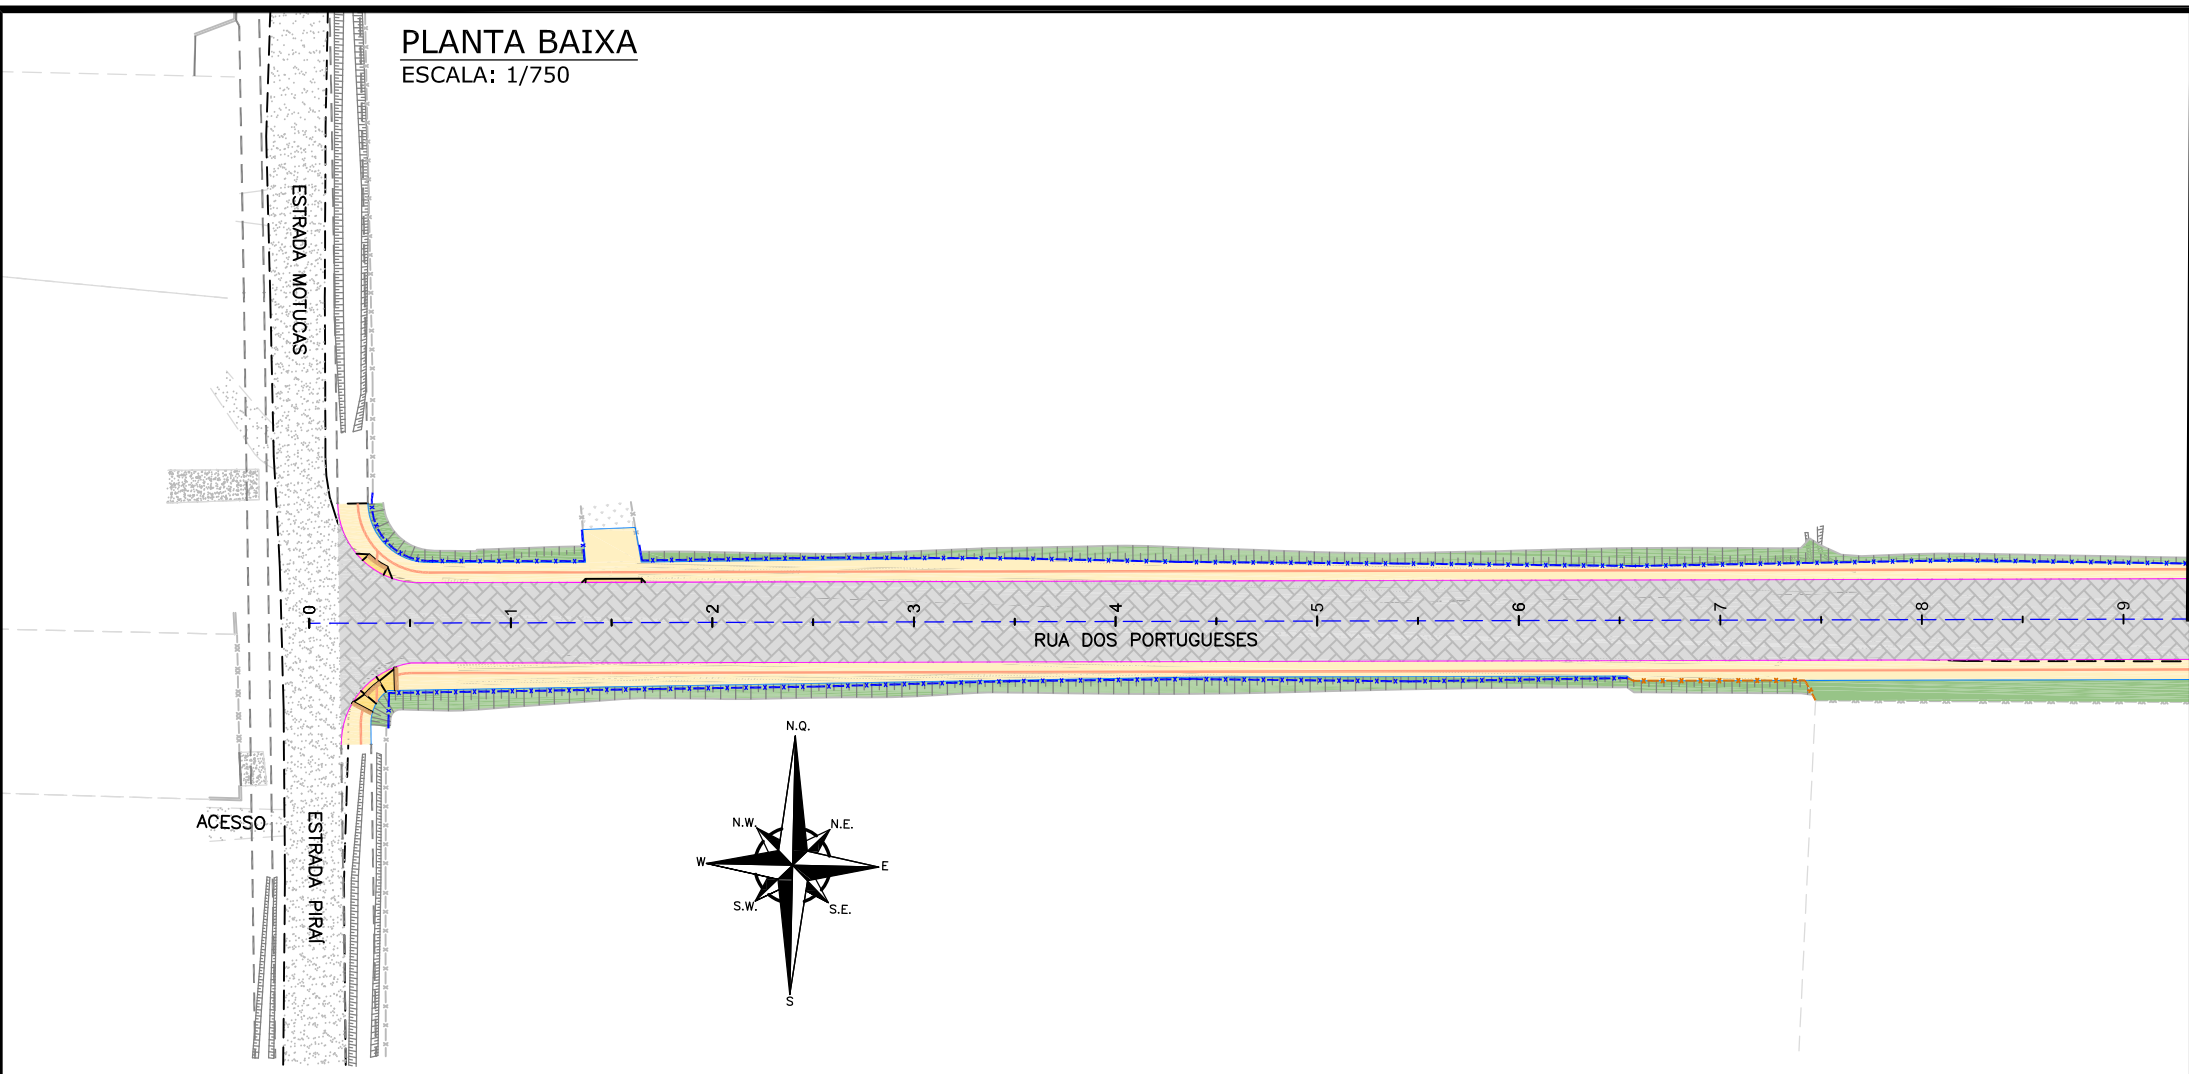 PLANTA BAIXA
ESCALA: 1/750
ESTRADA MOTUCAS
0
1
2
3
4
5
6
7
8
9
RUA DOS PORTUGUESES
N.Q.
N.W.
N.E.
W
E
S.W.
S.E.
S
ACESSO
ESTRADA PIRAÍ